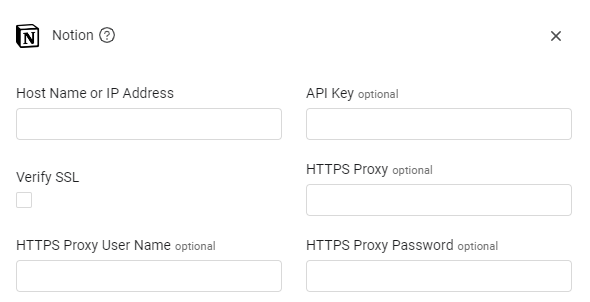 N Notion ?
Host Name or IP Address
API Key optional
Verify SSL
HTTPS Proxy optional
HTTPS Proxy User Name optional
HTTPS Proxy Password optional